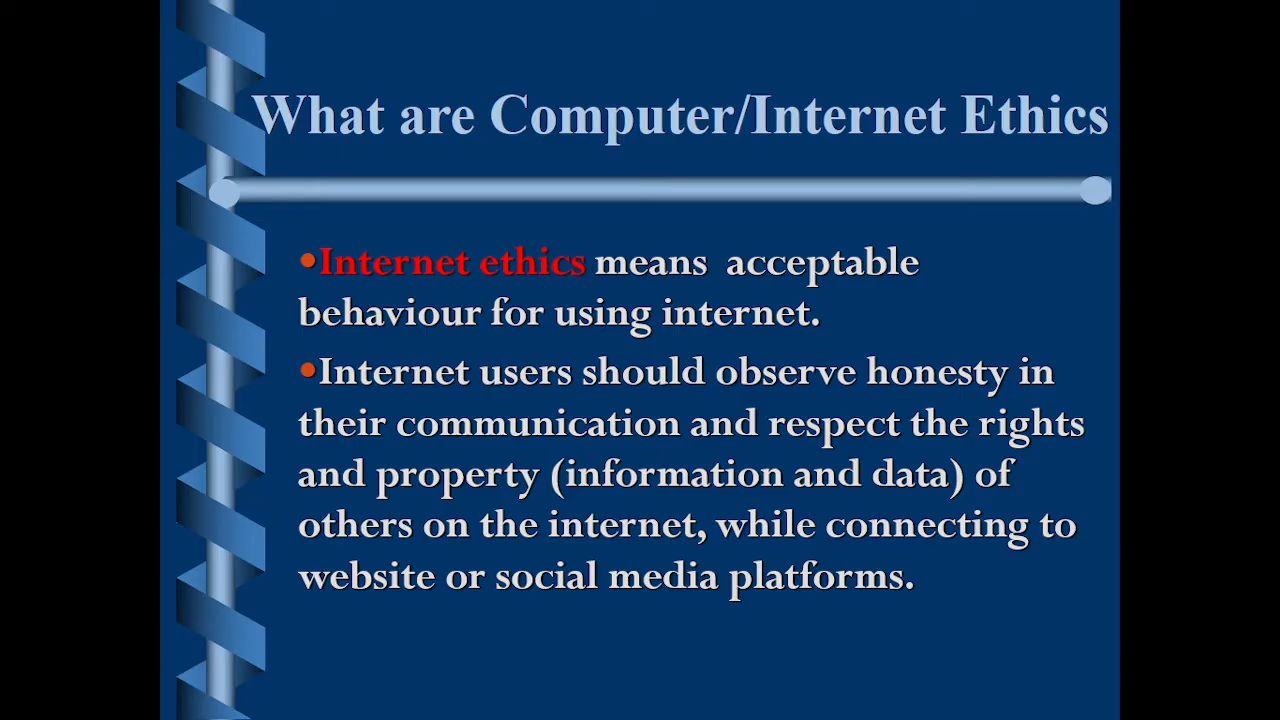 What are Computer/Internet Ethics
•Internet ethics means acceptable
behaviour for using internet.
•Internet users should observe honesty in
their communication and respect the rights
and property (information and data) of
others on the internet, while connecting to
website or social media platforms.